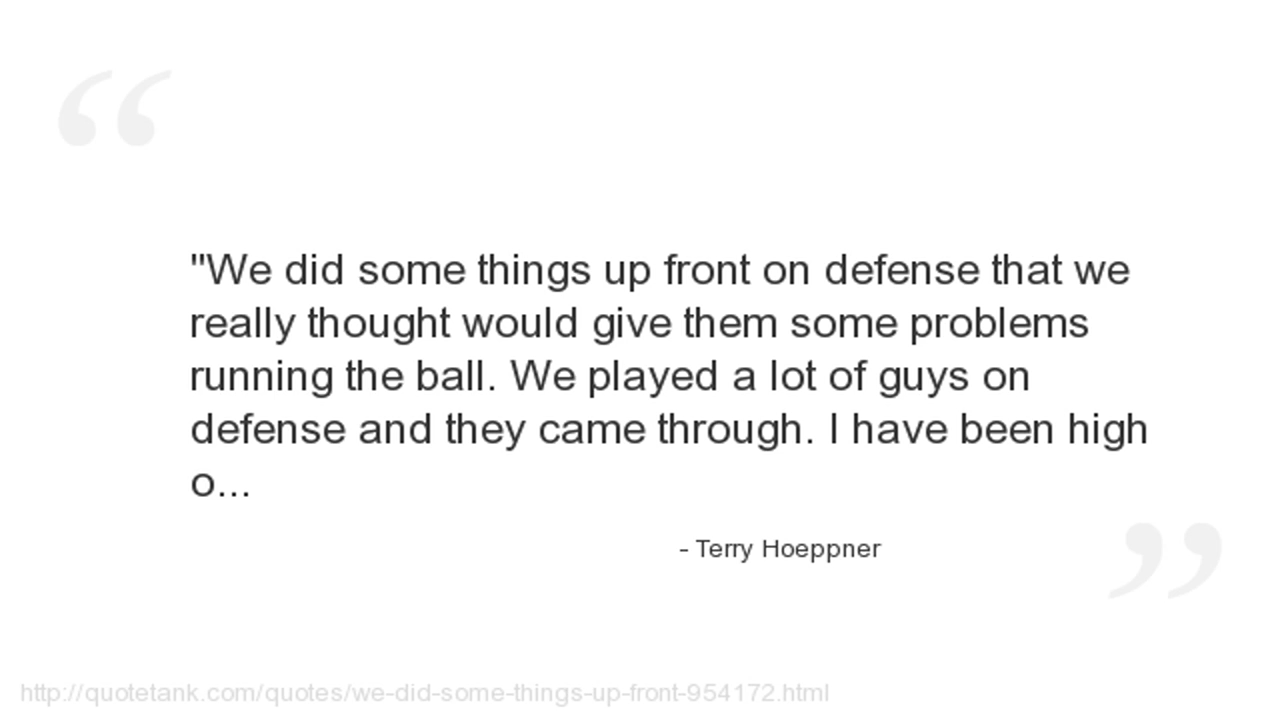 "We did some things up front on defense that we
really thought would give them some problems
running the ball. We played a lot of guys on
defense and they came through. I have been high
o...
- Terry Hoeppner
http://quotetank.com/quotes/we-did-some-things-up-front-954172.html